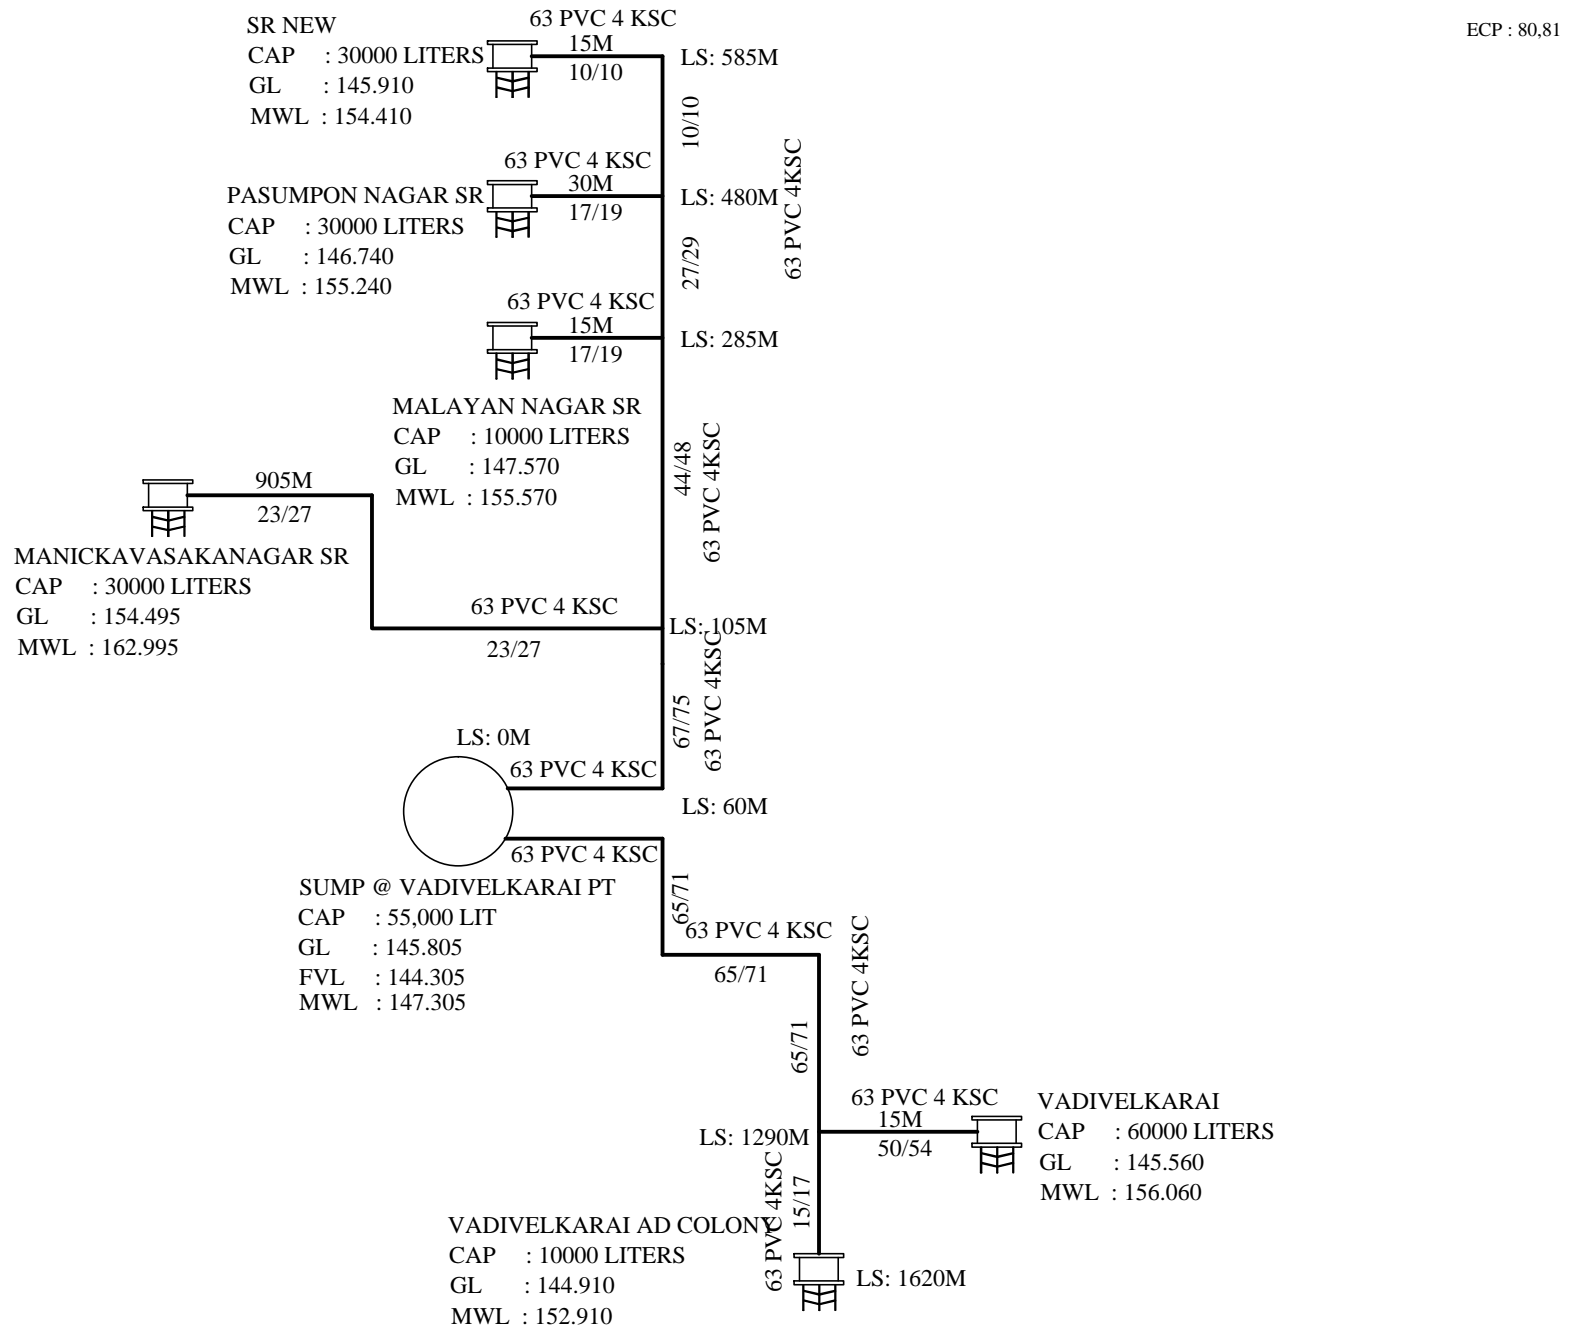 ECP : 80,81
SR NEW
CAP : 30000 LITERS
GL : 145.910
MWL : 154.410
63 PVC 4 KSC
15M
10/10
LS: 585M
10/10
63 PVC 4KSC
PASUMPON NAGAR SR
CAP : 30000 LITERS
GL : 146.740
MWL : 155.240
63 PVC 4 KSC
30M
17/19
LS: 480M
27/29
63 PVC 4 KSC
15M
17/19
LS: 285M
MALAYAN NAGAR SR
CAP : 10000 LITERS
GL : 147.570
MWL : 155.570
44/48
63 PVC 4KSC
905M
23/27
MANICKAVASAKANAGAR SR
CAP : 30000 LITERS
GL : 154.495
MWL : 162.995
63 PVC 4 KSC
23/27
LS: 105M
67/75
63 PVC 4KSC
LS: 0M
63 PVC 4 KSC
LS: 60M
63 PVC 4 KSC
SUMP @ VADIVELKARAI PT
CAP : 55,000 LIT
GL : 145.805
FVL : 144.305
MWL : 147.305
65/71
63 PVC 4 KSC
65/71
63 PVC 4KSC
65/71
LS: 1290M
63 PVC 4 KSC
15M
50/54
VADIVELKARAI
CAP : 60000 LITERS
GL : 145.560
MWL : 156.060
63 PVC 4KSC
15/17
VADIVELKARAI AD COLONY
CAP : 10000 LITERS
GL : 144.910
MWL : 152.910
LS: 1620M